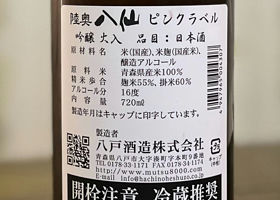 陸奥八仙 ピンクラベル
吟醸 火入 品目:日本酒
原材料名 米(国産)、米麹(国産)、
醸造アルコール
原料米 青森県産米100%
精米歩合 麹米55%、掛米60%
アルコール分 16度
内容量 720ml
製造年月はキャップに印字しています。
製造者
八戸酒造株式会社
青森県八戸市大字湊町字本町9番地
TEL 0178-33-1171 FAX 0178-34-1174
http://www.mutsu8000.com
e-mail info@hachinoheshuzo.co.jp
開栓注意 冷蔵推奨